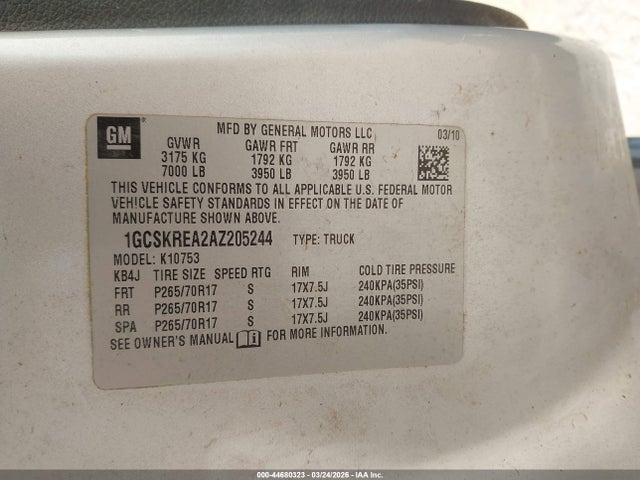 GM
MFD BY GENERAL MOTORS LLC 03/10
GVWR GAWR FRT GAWR RR
3175 KG 1792 KG 1792 KG
7000 LB 3950 LB 3950 LB
THIS VEHICLE CONFORMS TO ALL APPLICABLE U.S. FEDERAL MOTOR
VEHICLE SAFETY STANDARDS IN EFFECT ON THE DATE OF
MANUFACTURE SHOWN ABOVE.
1GCSKREA2AZ205244 TYPE: TRUCK
MODEL: K10753
KB4J TIRE SIZE SPEED RTG RIM COLD TIRE PRESSURE
FRT P265/70R17 S 17X7.5J 240KPA(35PSI)
RR P265/70R17 S 17X7.5J 240KPA(35PSI)
SPA P265/70R17 S 17X7.5J 240KPA(35PSI)
SEE OWNER'S MANUAL FOR MORE INFORMATION.
000-44680323 | 03/24/2026 | IAA Inc.